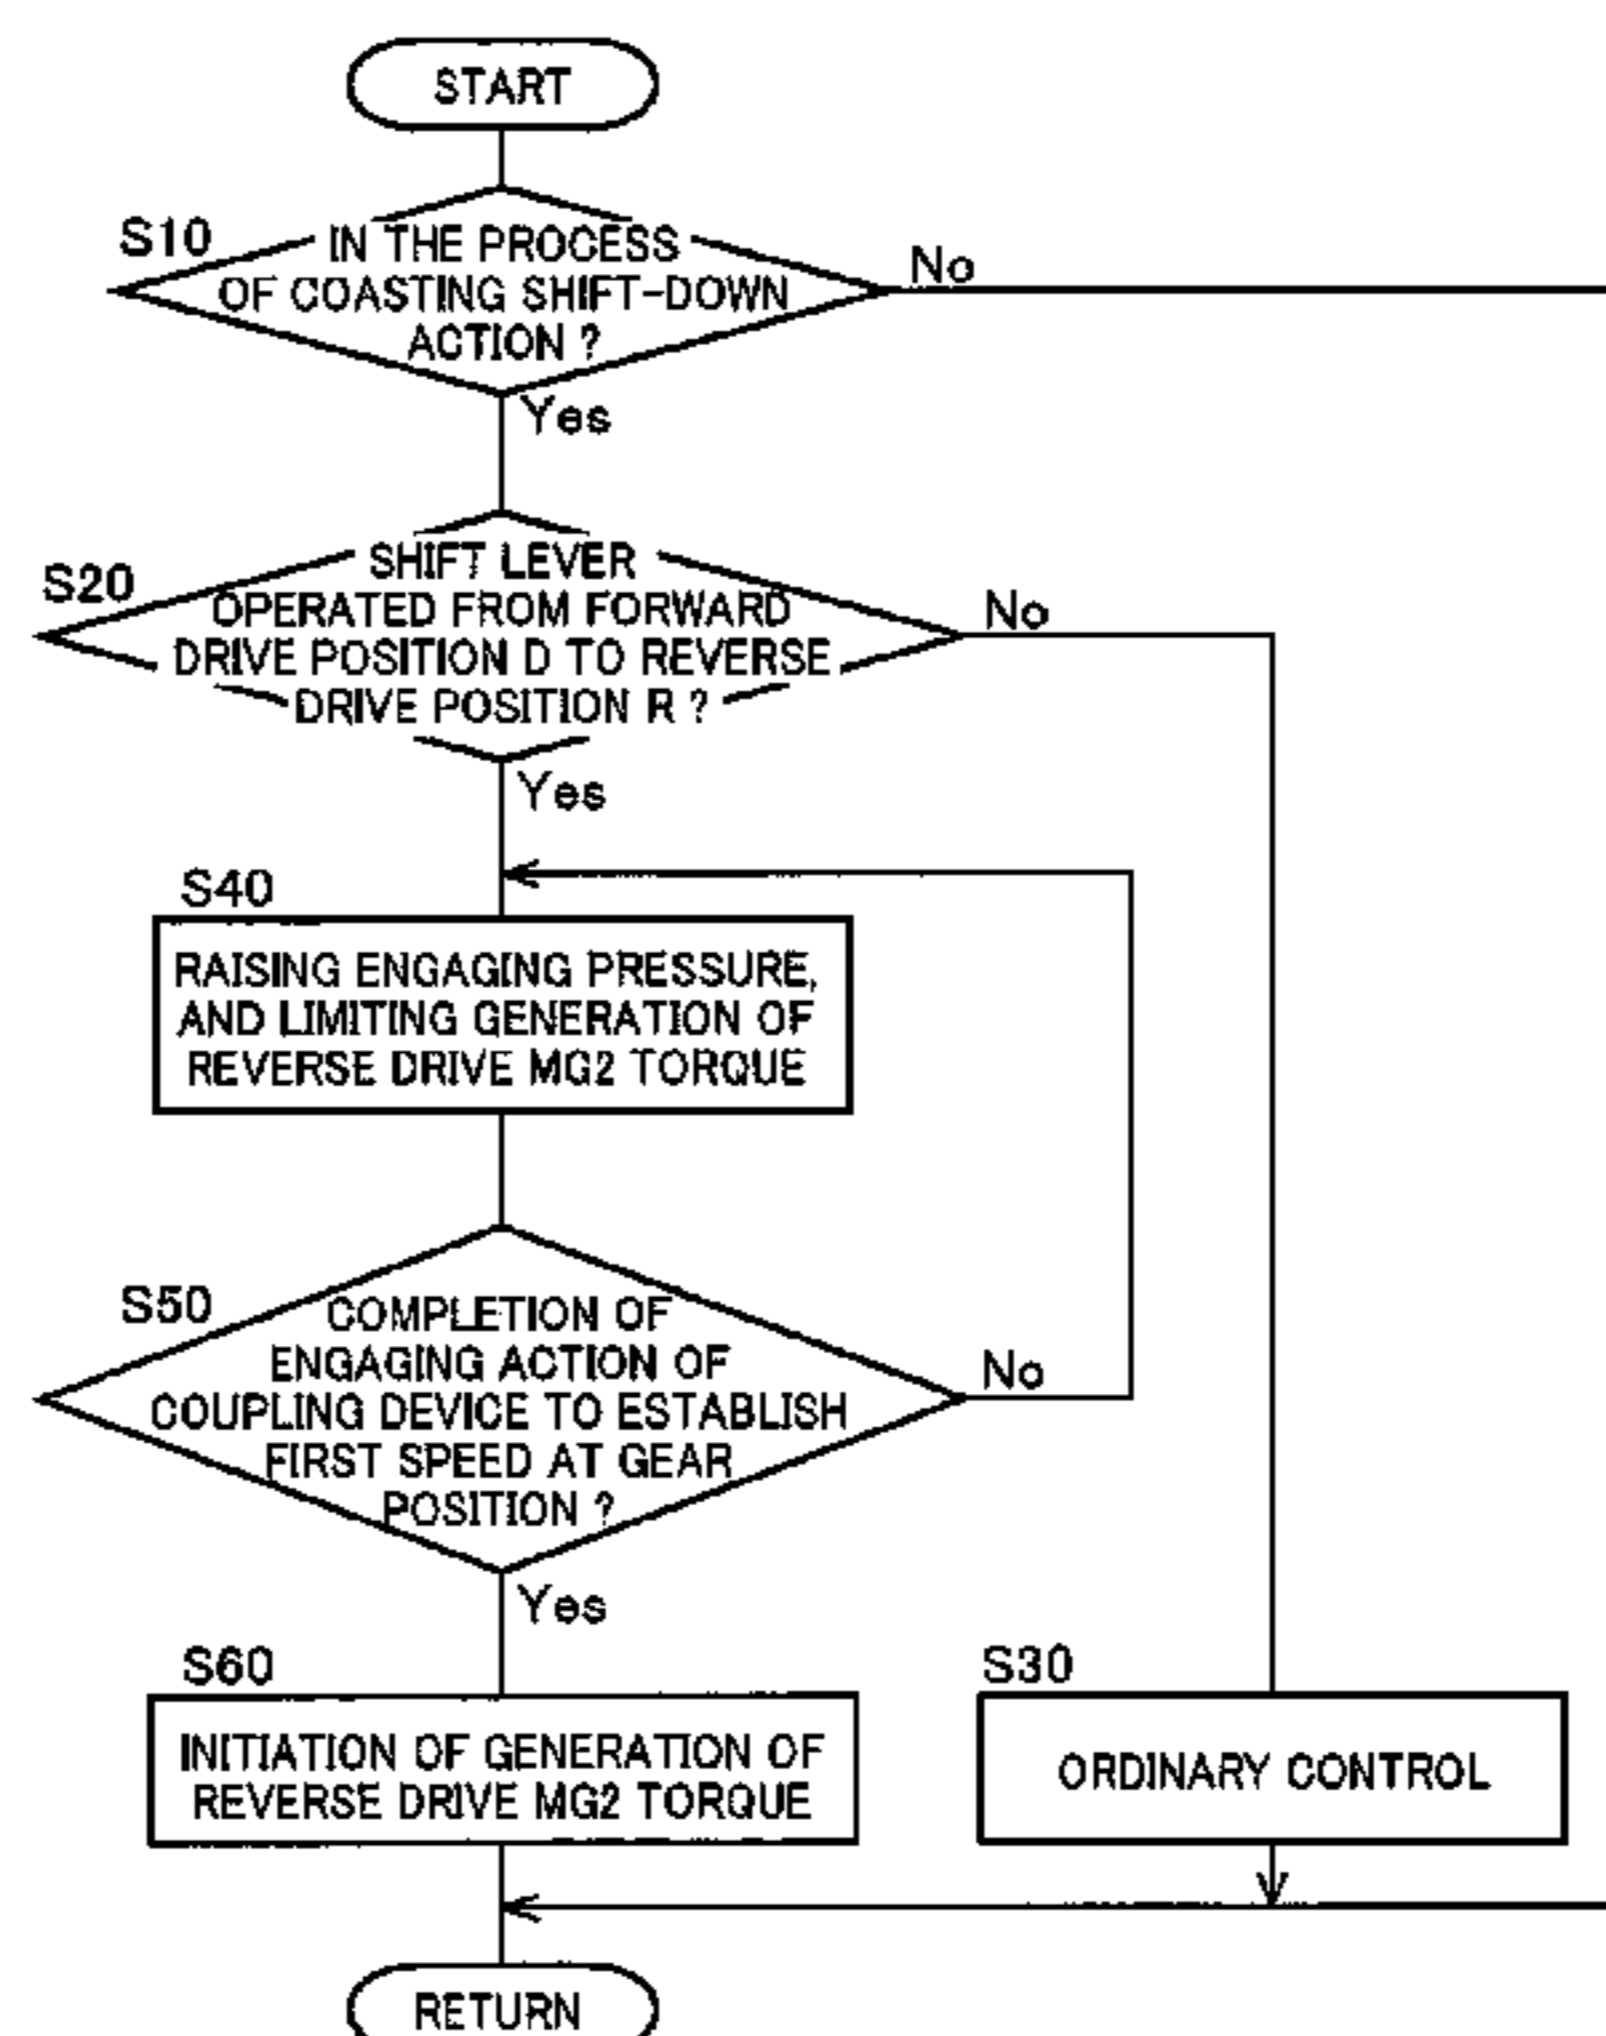 START
S10
IN THE PROCESS
OF COASTING SHIFT-DOWN
ACTION ?
No
Yes
S20
SHIFT LEVER
OPERATED FROM FORWARD
DRIVE POSITION D TO REVERSE
DRIVE POSITION R ?
No
Yes
S40
RAISING ENGAGING PRESSURE,
AND LIMITING GENERATION OF
REVERSE DRIVE MG2 TORQUE
S50
COMPLETION OF
ENGAGING ACTION OF
COUPLING DEVICE TO ESTABLISH
FIRST SPEED AT GEAR
POSITION ?
No
Yes
S60
INITIATION OF GENERATION OF
REVERSE DRIVE MG2 TORQUE
S30
ORDINARY CONTROL
RETURN